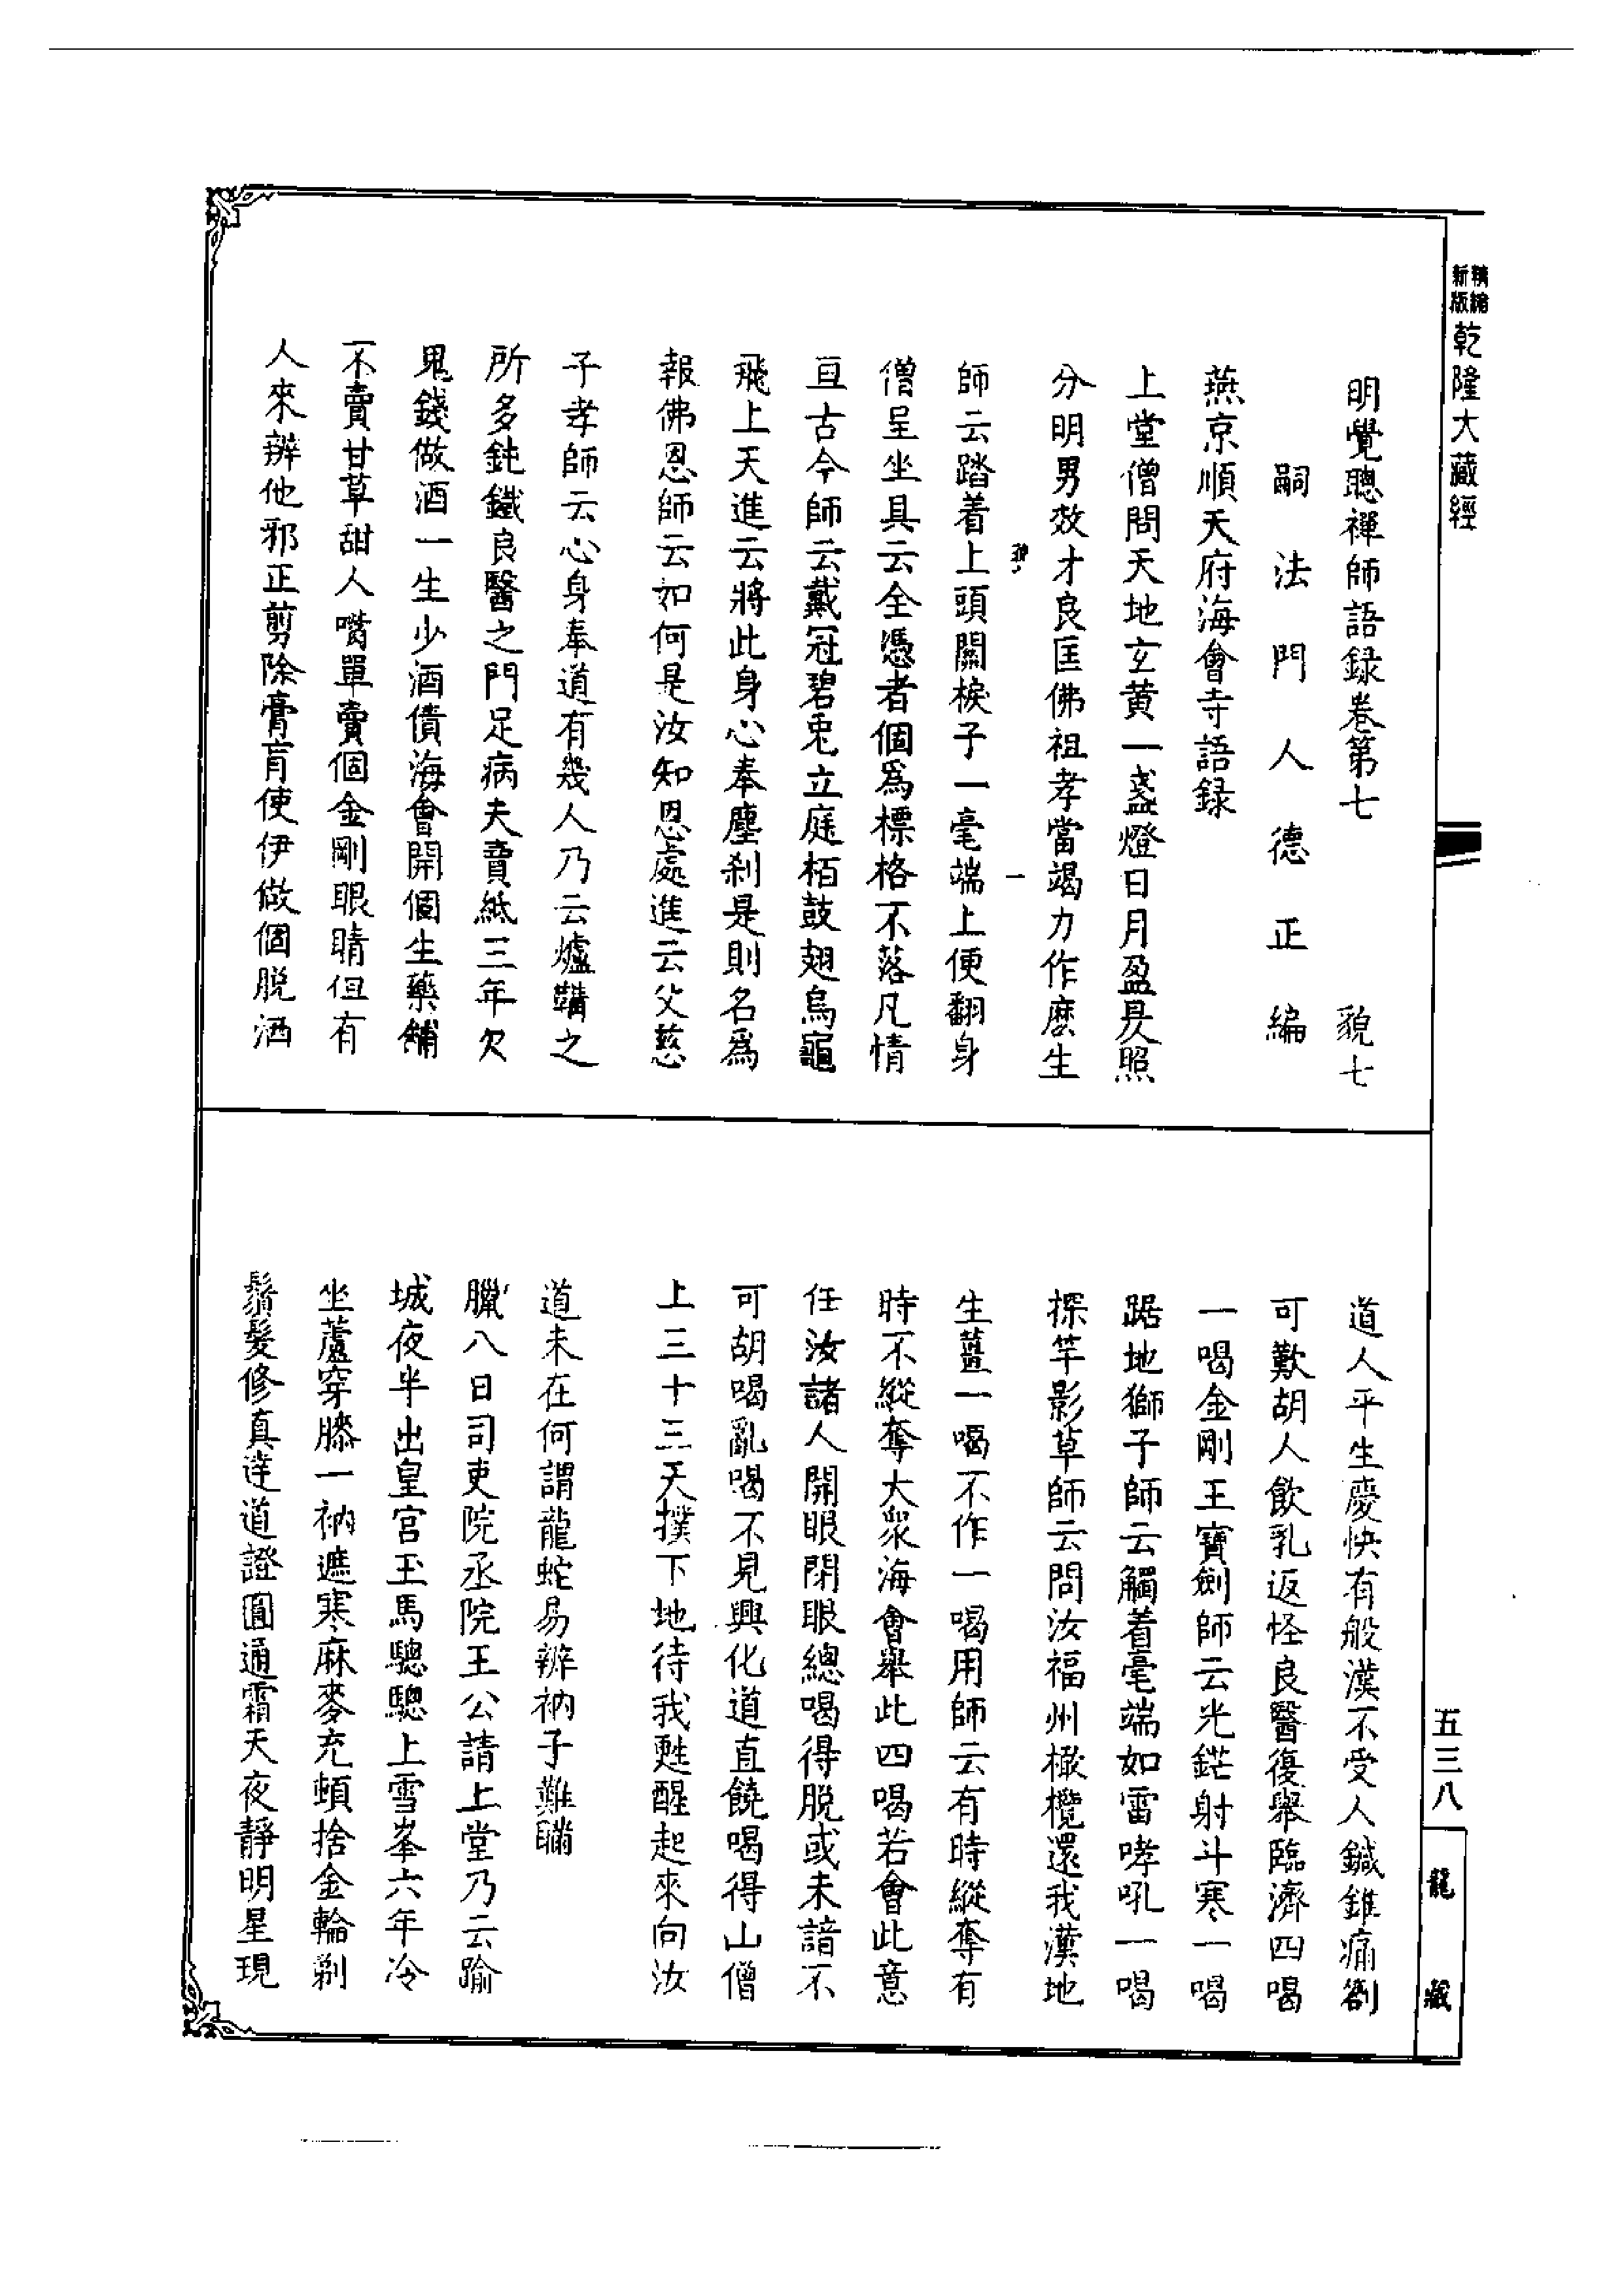 精縮新版乾隆大藏經
明覺聰禪師語録卷第七　貌七
嗣法門人德正編
燕京順天府海會寺語録
上堂僧問天地玄黃一盞燈日月盈昃照
分明男效才良匡佛祖孝當竭力作麽生
師云踏着上頭關棙子一毫端上便翻身
僧呈坐具云全憑者個爲標格不落凡情
亘古今師云戴冠碧兎立庭栢鼓翅烏龜
飛上天進云將此身心奉塵刹是則名爲
報佛恩師云如何是汝知恩處進云父慈
子孝師云心身奉道有幾人乃云爐鞴之
所多鈍鐵良醫之門足病夫賣紙三年欠
鬼錢做酒一生少酒債海會開個生藥鋪
不賣甘草甜人嘴單賣個金剛眼睛但有
人來辨他邪正剪除膏肓使伊做個脱洒
道人平生慶快有般漢不受人鍼錐痛劄
可歎胡人飲乳返怪良醫復舉臨濟四喝
一喝金剛王寶劍師云光鋩射斗寒一喝
踞地獅子師云觸着毫端如雷哮吼一喝
探竿影草師云問汝福州橄欖還我漢地
生薑一喝不作一喝用師云有時縱奪有
時不縱奪大衆海會舉此四喝若會此意
任汝諸人開眼閉眼總喝得脱或未諳不
可胡喝亂喝不見興化道直饒喝得山僧
上三十三天撲下地待我甦醒起來向汝
道未在何謂龍蛇易辨衲子難瞞
臘八日司吏院丞院王公請上堂乃云踰
城夜半出皇宮玉馬驄驄上雪峯六年冷
坐蘆穿膝一衲遮寒麻麥充頓捨金輪剃
鬚髮修真達道證圓通霜天夜靜明星現
五三八
龍藏